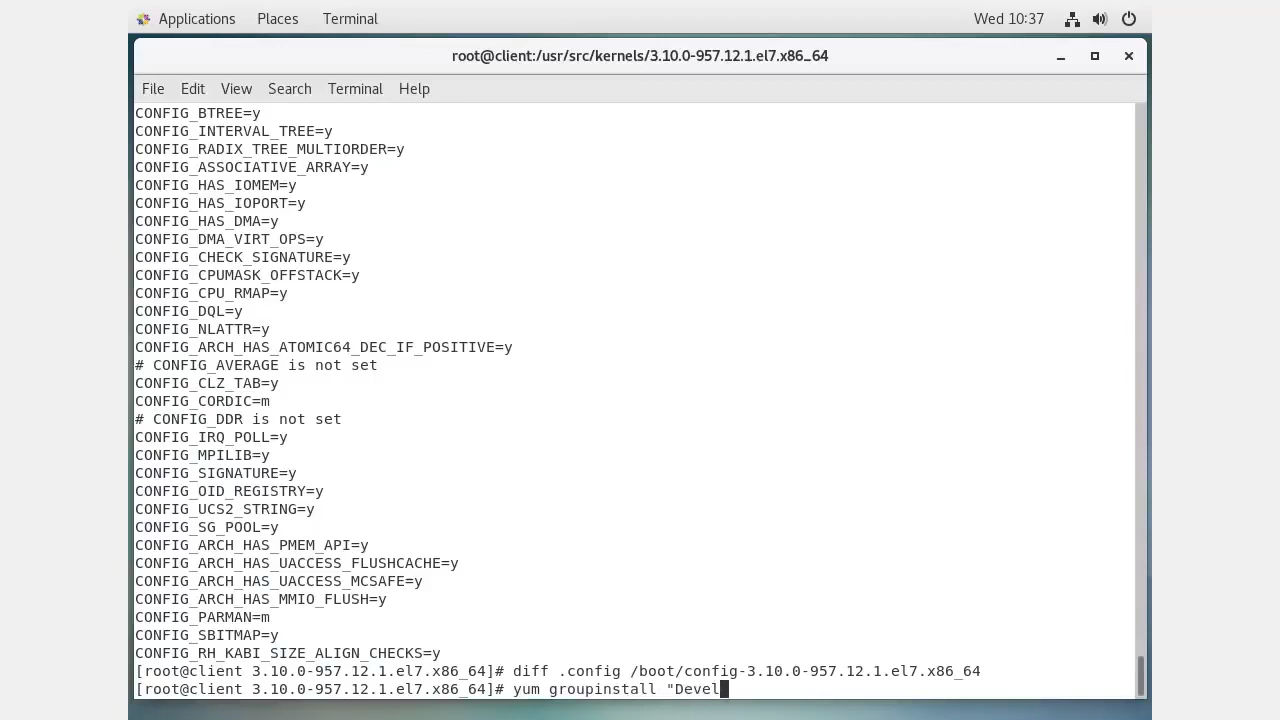 Applications Places Terminal Wed 10:37
root@client:/usr/src/kernels/3.10.0-957.12.1.el7.x86_64
File Edit View Search Terminal Help
CONFIG_BTREE=y
CONFIG_INTERVAL_TREE=y
CONFIG_RADIX_TREE_MULTIORDER=y
CONFIG_ASSOCIATIVE_ARRAY=y
CONFIG_HAS_IOMEM=y
CONFIG_HAS_IOPORT=y
CONFIG_HAS_DMA=y
CONFIG_DMA_VIRT_OPS=y
CONFIG_CHECK_SIGNATURE=y
CONFIG_CPUMASK_OFFSTACK=y
CONFIG_CPU_RMAP=y
CONFIG_DQL=y
CONFIG_NLATTR=y
CONFIG_ARCH_HAS_ATOMIC64_DEC_IF_POSITIVE=y
# CONFIG_AVERAGE is not set
CONFIG_CLZ_TAB=y
CONFIG_CORDIC=m
# CONFIG_DDR is not set
CONFIG_IRQ_POLL=y
CONFIG_MPILIB=y
CONFIG_SIGNATURE=y
CONFIG_OID_REGISTRY=y
CONFIG_UCS2_STRING=y
CONFIG_SG_POOL=y
CONFIG_ARCH_HAS_PMEM_API=y
CONFIG_ARCH_HAS_UACCESS_FLUSHCACHE=y
CONFIG_ARCH_HAS_UACCESS_MCSAFE=y
CONFIG_ARCH_HAS_MMIO_FLUSH=y
CONFIG_PARMAN=m
CONFIG_SBITMAP=y
CONFIG_RH_KABI_SIZE_ALIGN_CHECKS=y
[root@client 3.10.0-957.12.1.el7.x86_64]# diff .config /boot/config-3.10.0-957.12.1.el7.x86_64
[root@client 3.10.0-957.12.1.el7.x86_64]# yum groupinstall "Devel